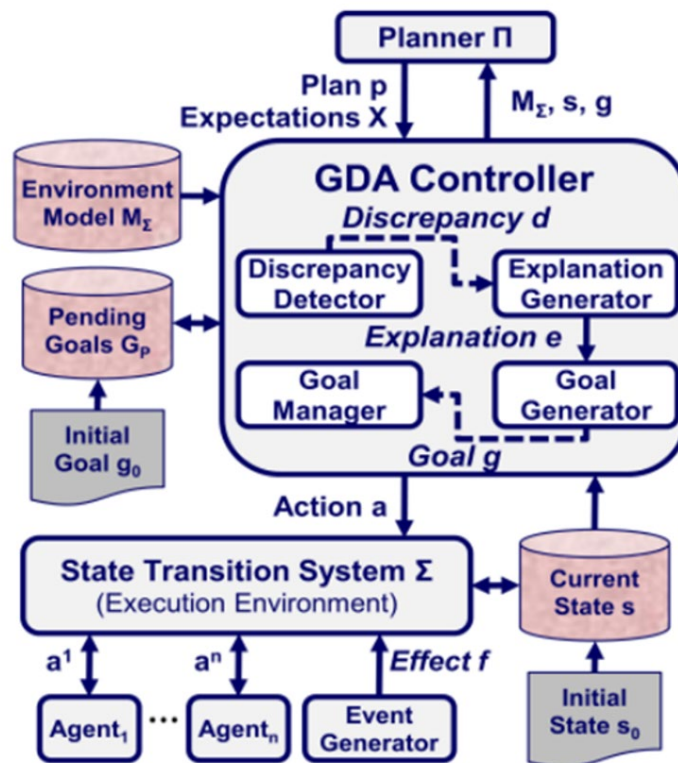 Planner Π
Plan p
Expectations X
M_Σ, s, g
Environment
Model M_Σ
GDA Controller
Discrepancy d
Discrepancy
Detector
Explanation
Generator
Pending
Goals G_P
Explanation e
Goal
Manager
Goal
Generator
Initial
Goal g_0
Goal g
Action a
State Transition System Σ
(Execution Environment)
Current
State s
a^1
a^n
Effect f
Agent_1
...
Agent_n
Event
Generator
Initial
State s_0